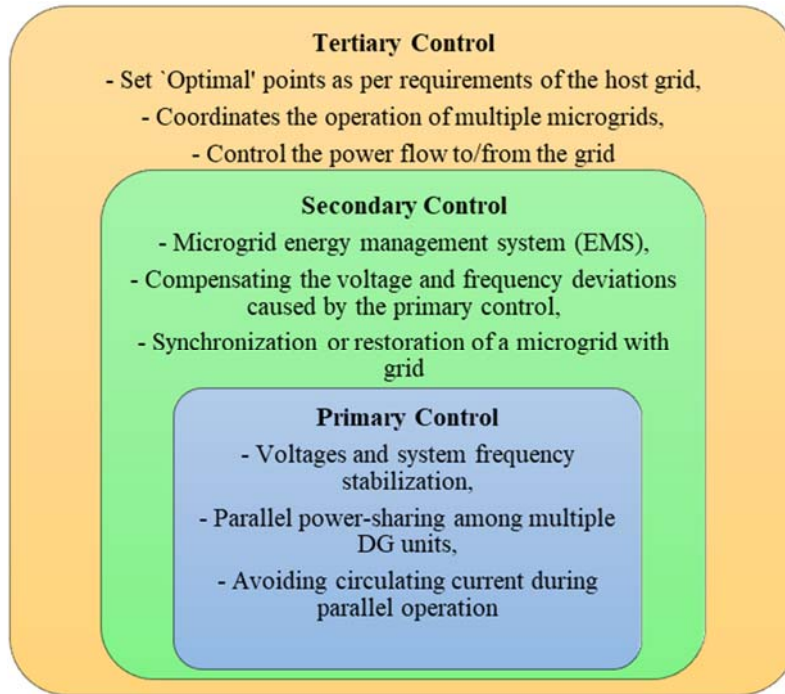 Tertiary Control
- Set `Optimal' points as per requirements of the host grid,
- Coordinates the operation of multiple microgrids,
- Control the power flow to/from the grid
Secondary Control
- Microgrid energy management system (EMS),
- Compensating the voltage and frequency deviations
caused by the primary control,
- Synchronization or restoration of a microgrid with
grid
Primary Control
- Voltages and system frequency
stabilization,
- Parallel power-sharing among multiple
DG units,
- Avoiding circulating current during
parallel operation